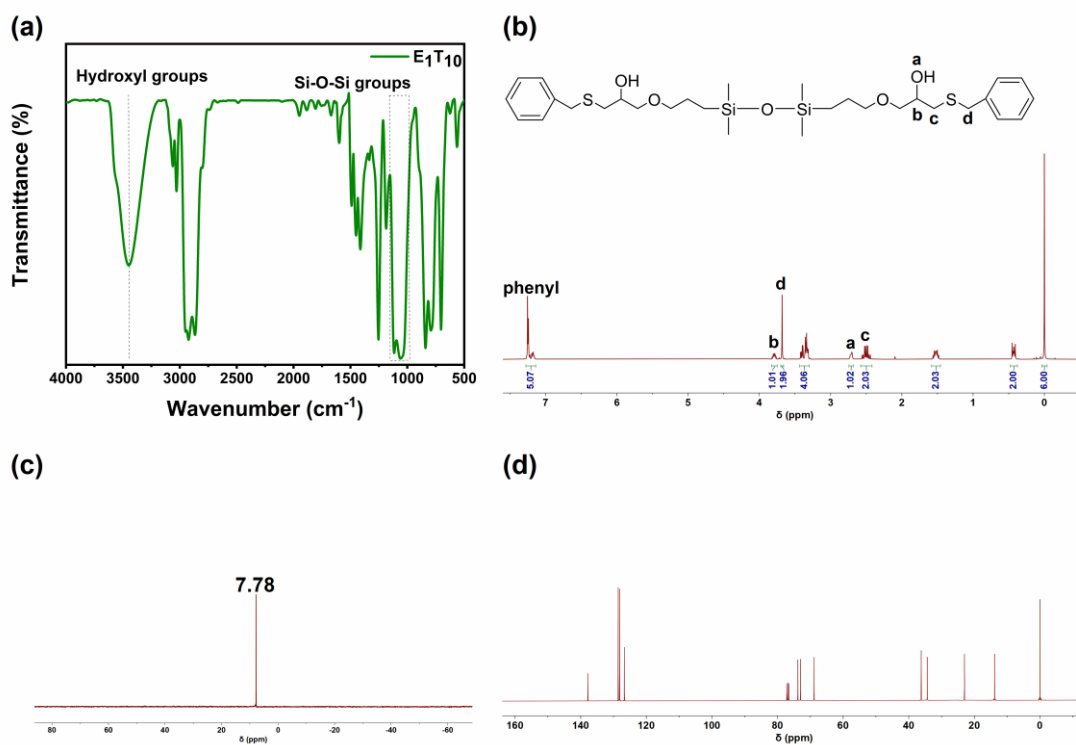 (a)
E₁T₁₀
Hydroxyl groups
Si-O-Si groups
Transmittance (%)
4000 3500 3000 2500 2000 1500 1000 500
Wavenumber (cm⁻¹)
(b)
a
OH OH
S O Si O Si O S
b c d
phenyl
d
b a c
5.07 1.01 1.96 4.06 1.02 2.03 2.03 2.00 6.00
7 6 5 4 3 2 1 0
δ (ppm)
(c)
7.78
80 60 40 20 0 -20 -40 -60
δ (ppm)
(d)
160 140 120 100 80 60 40 20 0
δ (ppm)